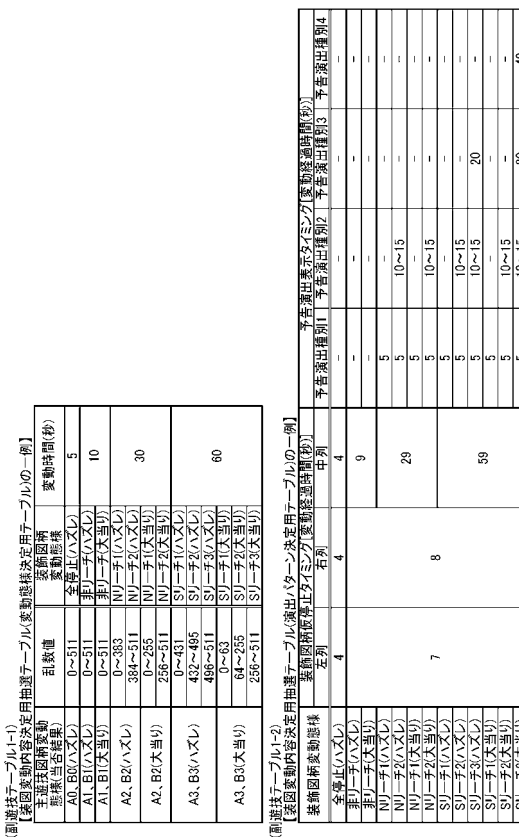 (副遊技テーブル1-1)
【装図変動内容決定用抽選テーブル(変動態様決定用テーブル)の一例】
主遊技図柄変動態様(当否結果) 乱数値 装飾図柄変動態様 変動時間(秒)
A0、B0(ハズレ) 0~511 全停止(ハズレ) 5
A1、B1(ハズレ) 0~511 非リーチ(ハズレ) 10
A1、B1(大当り) 0~511 非リーチ(大当り)
A2、B2(ハズレ) 0~383 Nリーチ1(ハズレ) 30
384~511 Nリーチ2(ハズレ)
A2、B2(大当り) 0~255 Nリーチ1(大当り)
256~511 Nリーチ2(大当り)
A3、B3(ハズレ) 0~431 Sリーチ1(ハズレ) 60
432~495 Sリーチ2(ハズレ)
496~511 Sリーチ3(ハズレ)
A3、B3(大当り) 0~63 Sリーチ1(大当り)
64~255 Sリーチ2(大当り)
256~511 Sリーチ3(大当り)
(副遊技テーブル1-2)
【装図変動内容決定用抽選テーブル(演出パターン決定用テーブル)の一例】
装飾図柄変動態様 装飾図柄仮停止タイミング[変動経過時間(秒)] 予告演出表示タイミング[変動経過時間(秒)]
左列 右列 中列 予告演出種別1 予告演出種別2 予告演出種別3 予告演出種別4
全停止(ハズレ) 4 4 4 - - - -
非リーチ(ハズレ) 7 8 9 - - - -
非リーチ(大当り) - - - -
Nリーチ1(ハズレ) 29 5 - - -
Nリーチ2(ハズレ) 5 10~15 - -
Nリーチ1(大当り) 5 - - -
Nリーチ2(大当り) 5 10~15 - -
Sリーチ1(ハズレ) 59 5 - - -
Sリーチ2(ハズレ) 5 10~15 - -
Sリーチ3(ハズレ) 5 10~15 20 -
Sリーチ1(大当り) 5 - - -
Sリーチ2(大当り) 5 10~15 - -